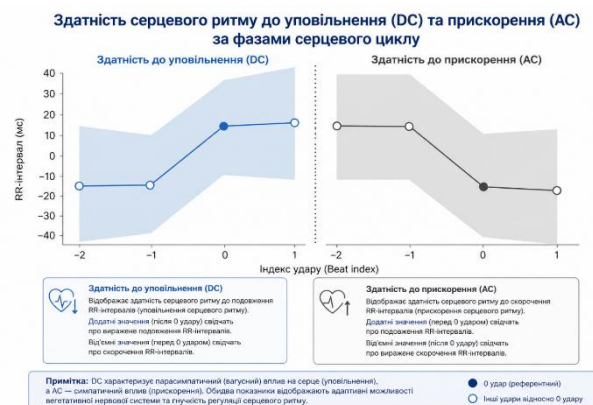 Здатність серцевого ритму до уповільнення (DC) та прискорення (AC)
за фазами серцевого циклу
Здатність до уповільнення (DC)
Здатність до прискорення (AC)
RR-інтервал (мс)
40
30
20
10
0
−10
−20
−30
−40
−2
−1
0
1
−2
−1
0
1
Індекс удару (Beat index)
Здатність до уповільнення (DC)
Відображає здатність серцевого ритму до подовження
RR-інтервалів (уповільнення серцевого ритму).
Додатні значення (після 0 удару) свідчать
про виражене подовження RR-інтервалів.
Від'ємні значення (перед 0 ударом) свідчать
про скорочення RR-інтервалів.
Здатність до прискорення (AC)
Відображає здатність серцевого ритму до скорочення
RR-інтервалів (прискорення серцевого ритму).
Додатні значення (перед 0 ударом) свідчать
про подовження RR-інтервалів.
Від'ємні значення (після 0 удару) свідчать
про виражене скорочення RR-інтервалів.
Примітка: DC характеризує парасимпатичний (вагусний) вплив на серце (уповільнення),
а AC — симпатичний вплив (прискорення). Обидва показники відображають адаптивні можливості
вегетативної нервової системи та гнучкість регуляції серцевого ритму.
0 удар (референтний)
Інші удари відносно 0 удару